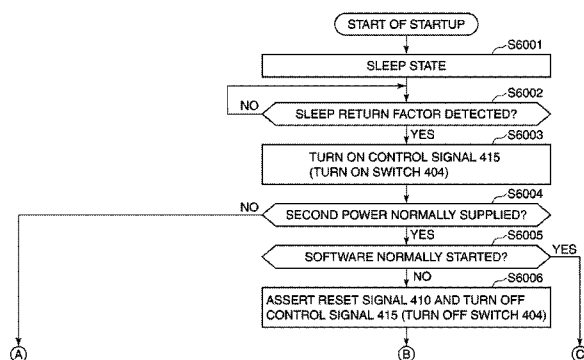 START OF STARTUP
S6001
SLEEP STATE
S6002
NO
SLEEP RETURN FACTOR DETECTED?
YES
S6003
TURN ON CONTROL SIGNAL 415
(TURN ON SWITCH 404)
S6004
NO
SECOND POWER NORMALLY SUPPLIED?
YES
S6005
SOFTWARE NORMALLY STARTED?
YES
NO
S6006
ASSERT RESET SIGNAL 410 AND TURN OFF
CONTROL SIGNAL 415 (TURN OFF SWITCH 404)
A
B
C